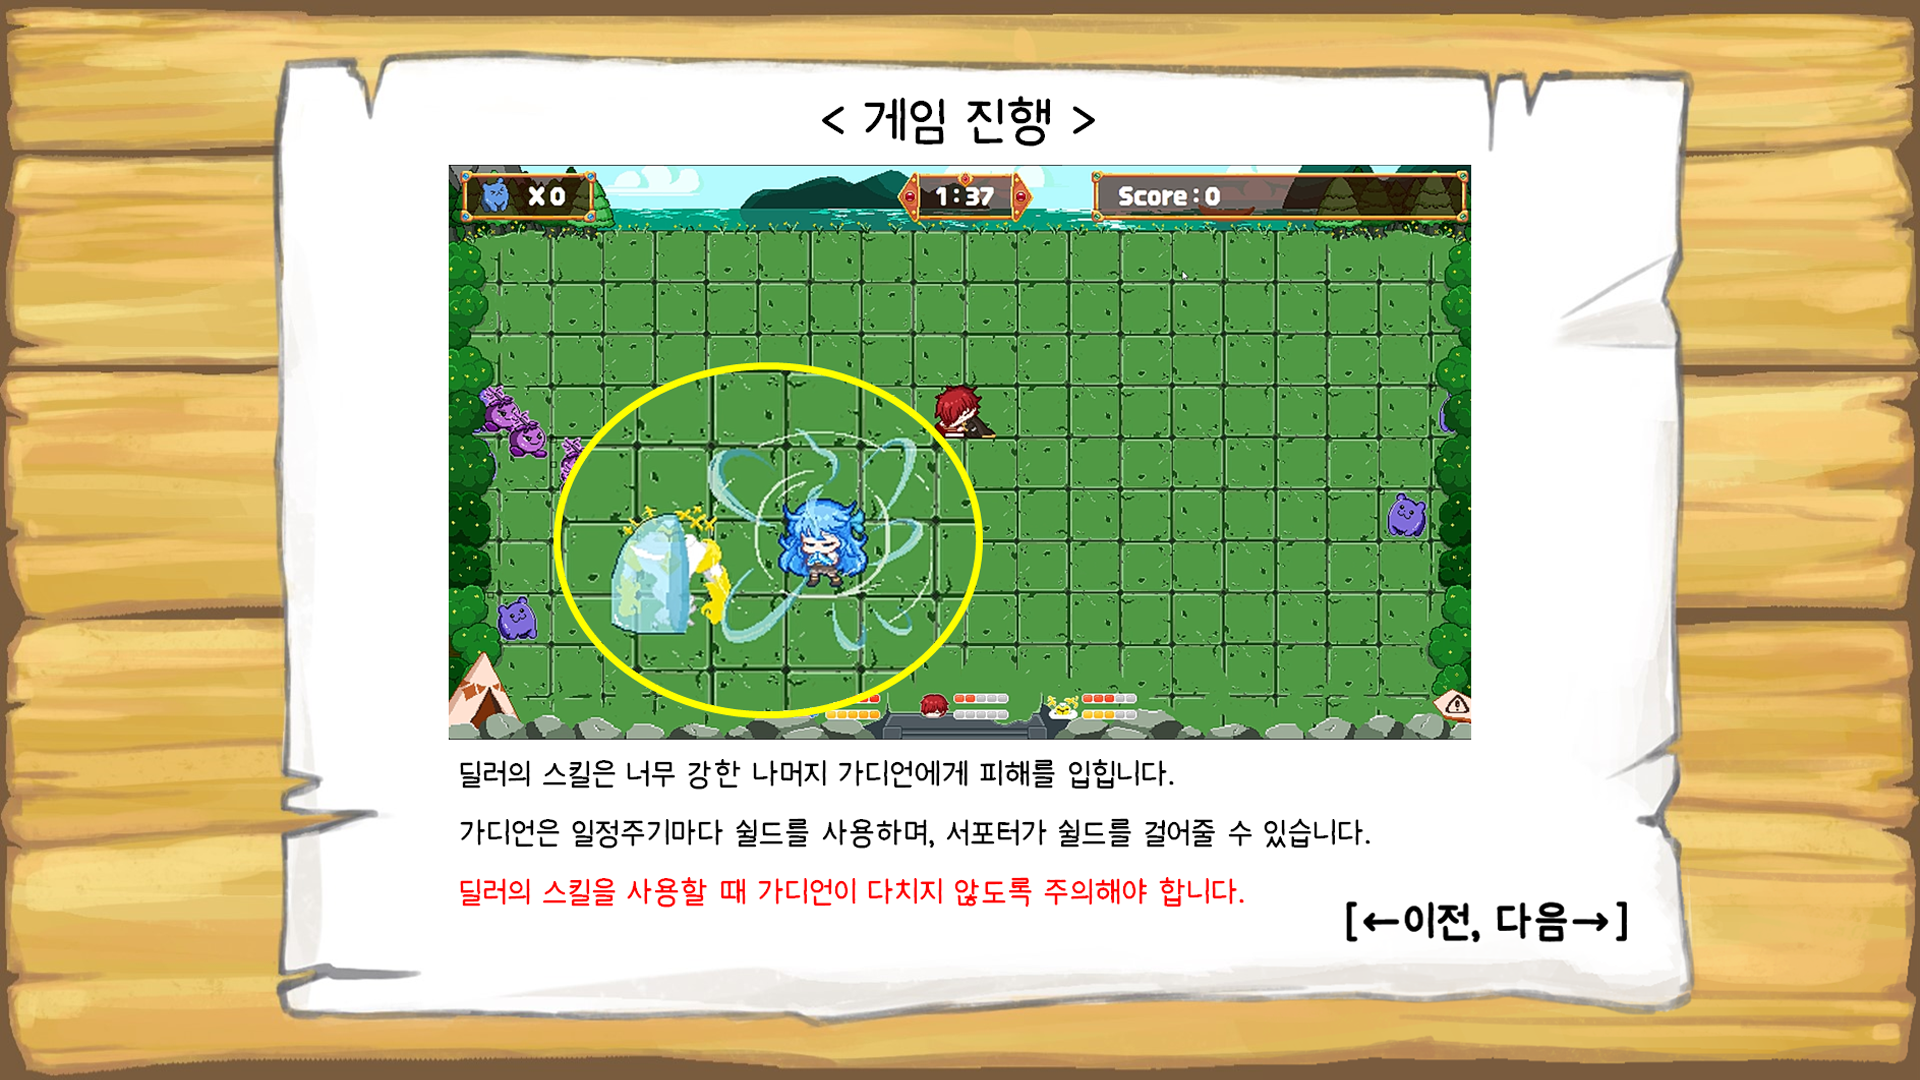 < 게임 진행 >
X 0
1:37
Score:0
딜러의 스킬은 너무 강한 나머지 가디언에게 피해를 입힙니다.
가디언은 일정주기마다 쉴드를 사용하며, 서포터가 쉴드를 걸어줄 수 있습니다.
딜러의 스킬을 사용할 때 가디언이 다치지 않도록 주의해야 합니다.
[←이전, 다음→]